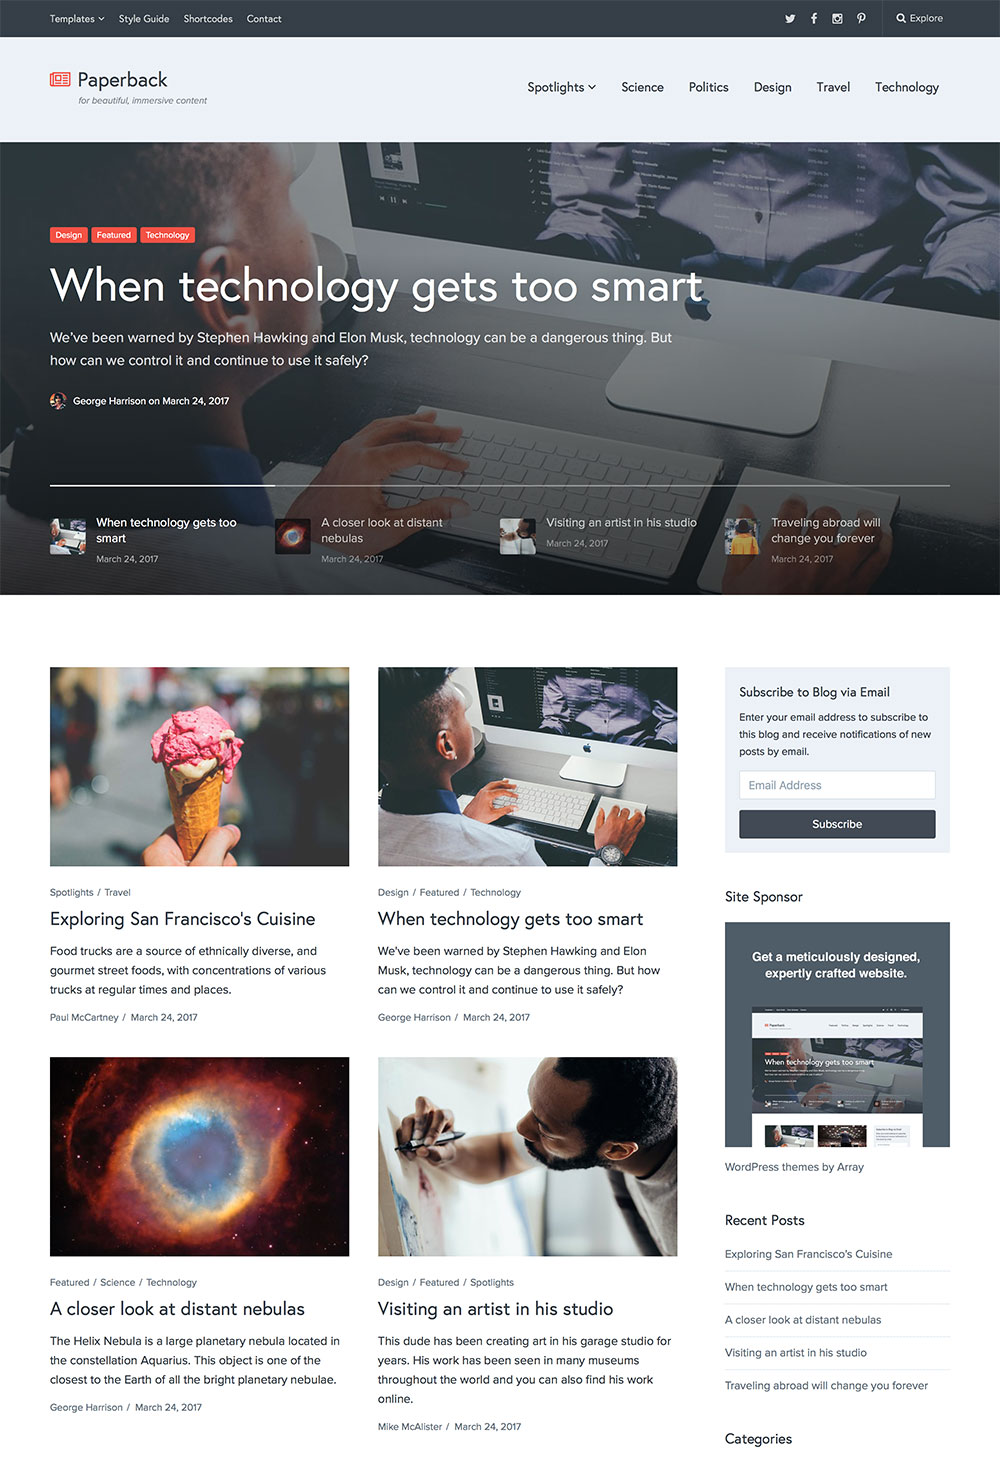 Templates
Style Guide
Shortcodes
Contact
Explore
Paperback
for beautiful, immersive content
Spotlights
Science
Politics
Design
Travel
Technology
Design
Featured
Technology
When technology gets too smart
We've been warned by Stephen Hawking and Elon Musk, technology can be a dangerous thing. But
how can we control it and continue to use it safely?
George Harrison on March 24, 2017
When technology gets too
smart
March 24, 2017
A closer look at distant
nebulas
March 24, 2017
Visiting an artist in his studio
March 24, 2017
Traveling abroad will
change you forever
March 24, 2017
Spotlights / Travel
Exploring San Francisco's Cuisine
Food trucks are a source of ethnically diverse, and
gourmet street foods, with concentrations of various
trucks at regular times and places.
Paul McCartney / March 24, 2017
Design / Featured / Technology
When technology gets too smart
We've been warned by Stephen Hawking and Elon
Musk, technology can be a dangerous thing. But how
can we control it and continue to use it safely?
George Harrison / March 24, 2017
Featured / Science / Technology
A closer look at distant nebulas
The Helix Nebula is a large planetary nebula located in
the constellation Aquarius. This object is one of the
closest to the Earth of all the bright planetary nebulae.
George Harrison / March 24, 2017
Design / Featured / Spotlights
Visiting an artist in his studio
This dude has been creating art in his garage studio for
years. His work has been seen in many museums
throughout the world and you can also find his work
online.
Mike McAlister / March 24, 2017
Subscribe to Blog via Email
Enter your email address to subscribe to
this blog and receive notifications of new
posts by email.
Email Address
Subscribe
Site Sponsor
Get a meticulously designed,
expertly crafted website.
Paperback
When technology gets too smart
WordPress themes by Array
Recent Posts
Exploring San Francisco's Cuisine
When technology gets too smart
A closer look at distant nebulas
Visiting an artist in his studio
Traveling abroad will change you forever
Categories